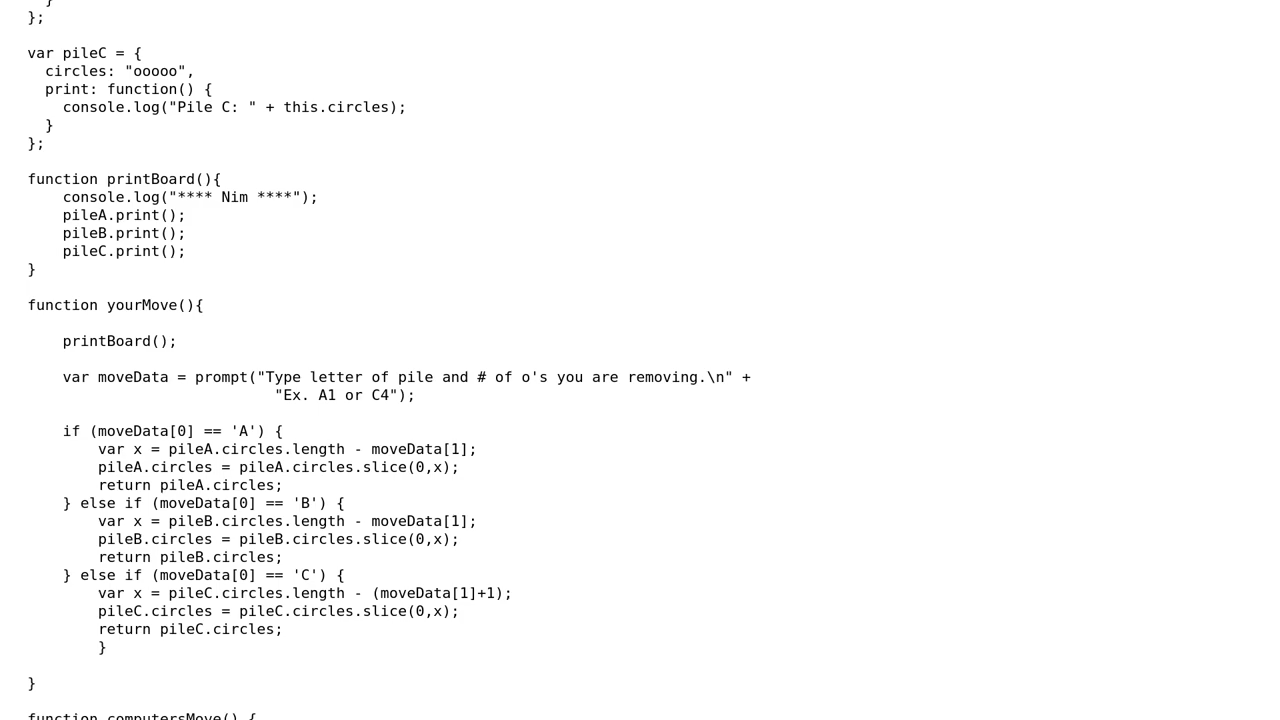 }
};
var pileC = {
  circles: "ooooo",
  print: function() {
    console.log("Pile C: " + this.circles);
  }
};
function printBoard(){
    console.log("**** Nim ****");
    pileA.print();
    pileB.print();
    pileC.print();
}
function yourMove(){
    printBoard();
    var moveData = prompt("Type letter of pile and # of o's you are removing.\n" +
                            "Ex. A1 or C4");
    if (moveData[0] == 'A') {
        var x = pileA.circles.length - moveData[1];
        pileA.circles = pileA.circles.slice(0,x);
        return pileA.circles;
    } else if (moveData[0] == 'B') {
        var x = pileB.circles.length - moveData[1];
        pileB.circles = pileB.circles.slice(0,x);
        return pileB.circles;
    } else if (moveData[0] == 'C') {
        var x = pileC.circles.length - (moveData[1]+1);
        pileC.circles = pileC.circles.slice(0,x);
        return pileC.circles;
        }
}
function computersMove() {